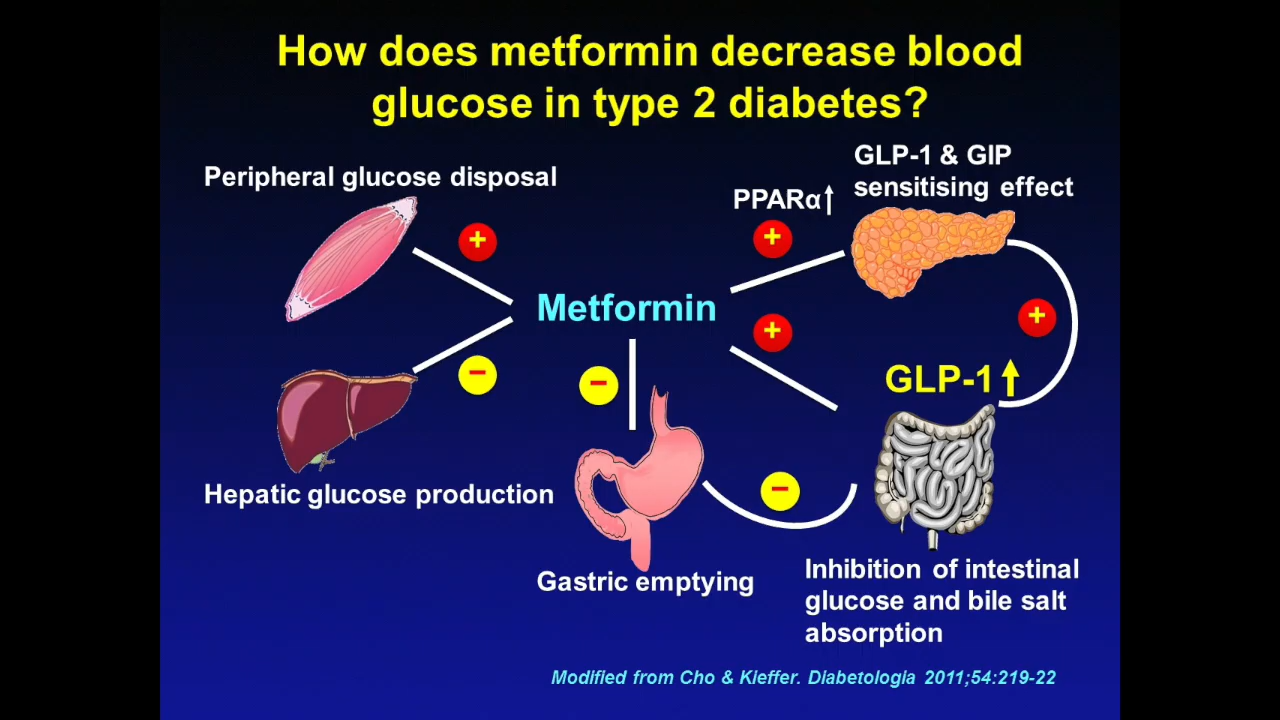 How does metformin decrease blood
glucose in type 2 diabetes?
Peripheral glucose disposal
PPARα↑
GLP-1 & GIP
sensitising effect
+
+
Metformin
+
+
GLP-1↑
−
−
Hepatic glucose production
−
Gastric emptying
Inhibition of intestinal
glucose and bile salt
absorption
Modified from Cho & Kieffer. Diabetologia 2011;54:219-22